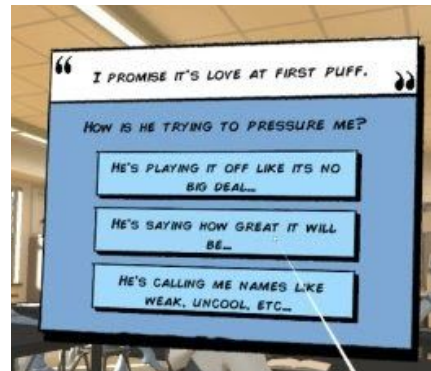 “ I PROMISE IT'S LOVE AT FIRST PUFF. ”
HOW IS HE TRYING TO PRESSURE ME?
HE'S PLAYING IT OFF LIKE ITS NO
BIG DEAL...
HE'S SAYING HOW GREAT IT WILL
BE...
HE'S CALLING ME NAMES LIKE
WEAK, UNCOOL, ETC...